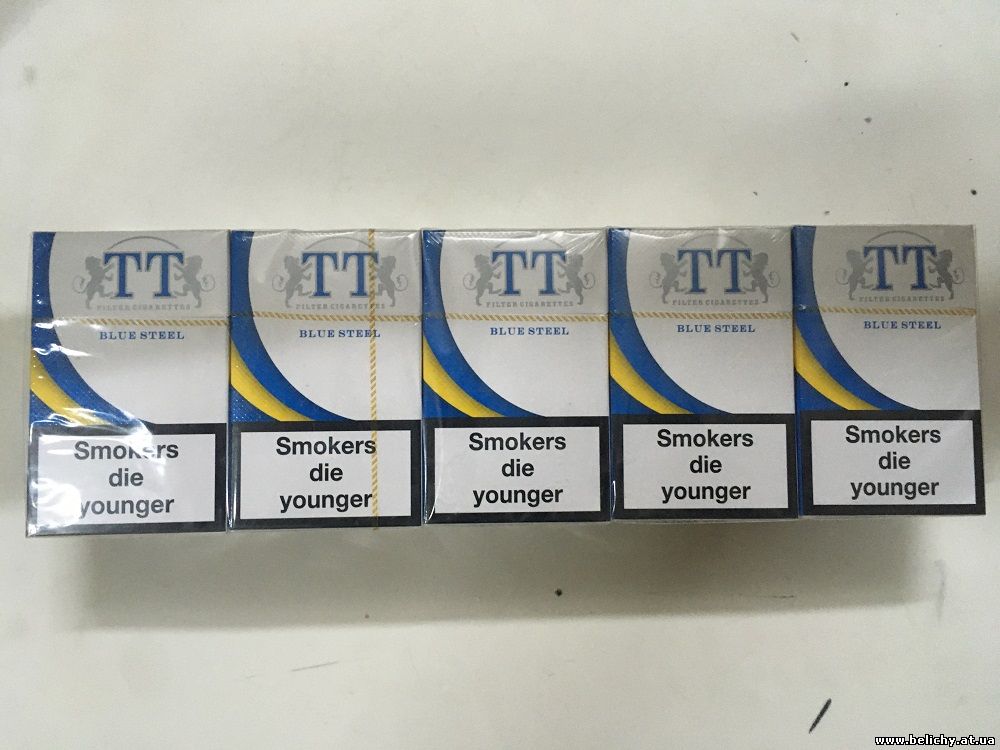 TT
FILTER CIGARETTES
BLUE STEEL
Smokers
die
younger
TT
FILTER CIGARETTES
BLUE STEEL
Smokers
die
younger
TT
FILTER CIGARETTES
BLUE STEEL
Smokers
die
younger
TT
FILTER CIGARETTES
BLUE STEEL
Smokers
die
younger
TT
FILTER CIGARETTES
BLUE STEEL
Smokers
die
younger
www.belichy.at.ua